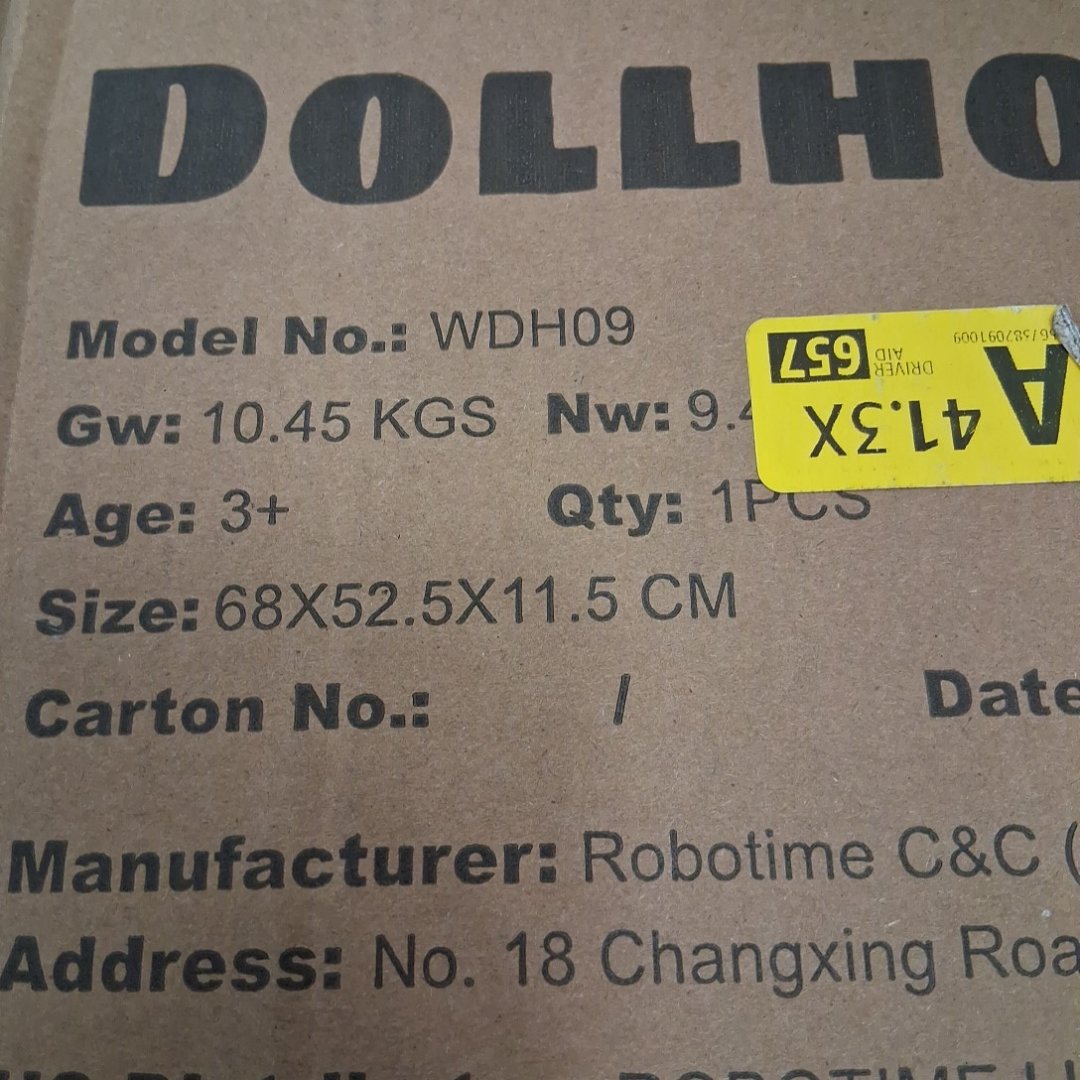 DOLLHO
Model No.: WDH09
Gw: 10.45 KGS Nw: 9.4
Age: 3+ Qty: 1PCS
Size: 68X52.5X11.5 CM
Carton No.: / Date
Manufacturer: Robotime C&C (
Address: No. 18 Changxing Roa
A 41.3X
DRIVER
AID
657